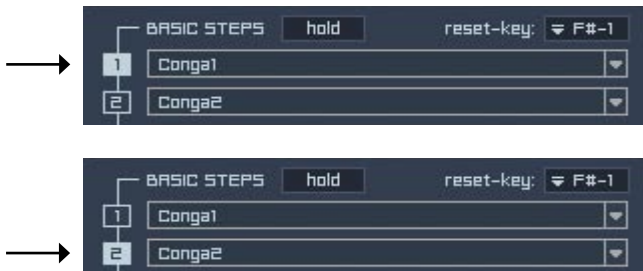 BASIC STEPS hold reset-key: F#-1
1 Conga1
2 Conga2
BASIC STEPS hold reset-key: F#-1
1 Conga1
2 Conga2